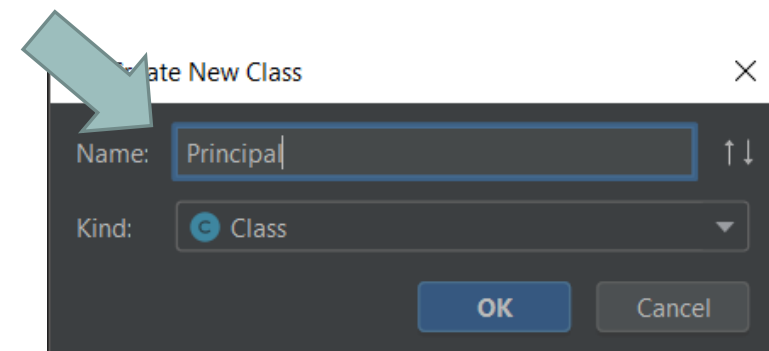 ate New Class
Name: Principal
Kind: C Class
OK Cancel